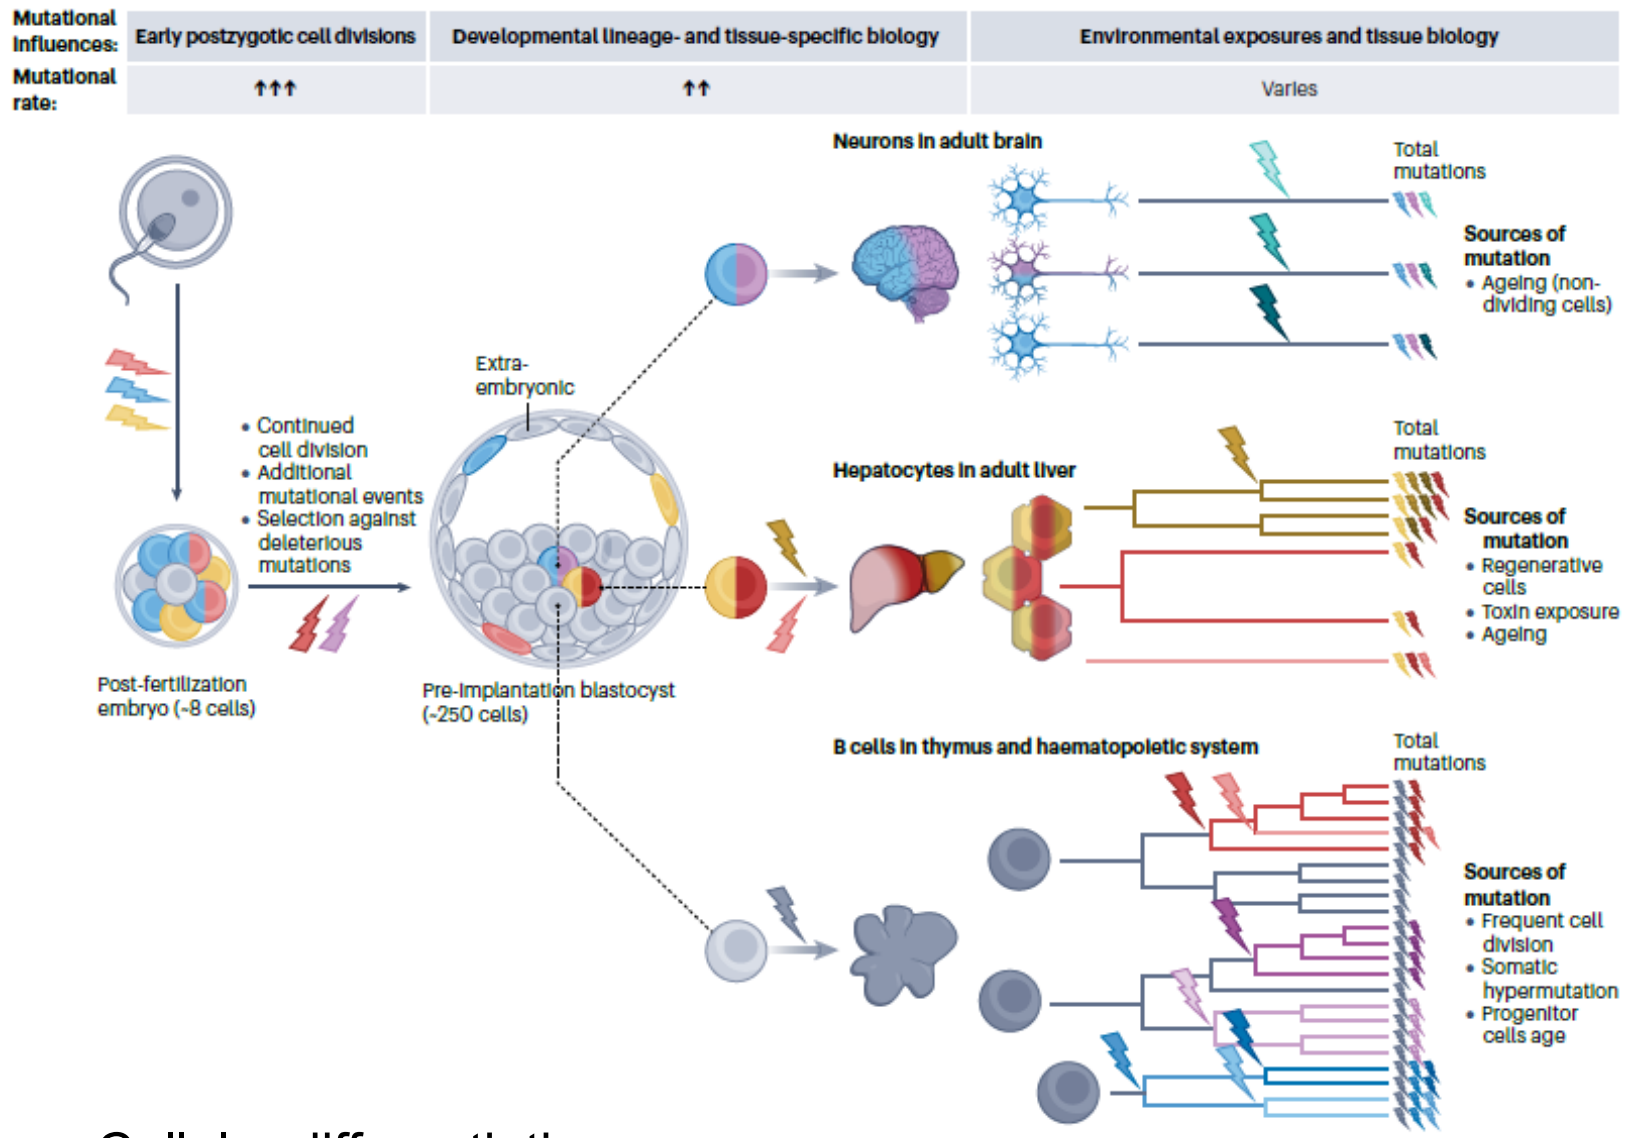 Mutational
Influences:
Early postzygotic cell divisions
Developmental lineage- and tissue-specific biology
Environmental exposures and tissue biology
Mutational
rate:
↑↑↑
↑↑
Varies
Neurons in adult brain
Total
mutations
Sources of
mutation
• Ageing (non-
dividing cells)
Extra-
embryonic
• Continued
cell division
• Additional
mutational events
• Selection against
deleterious
mutations
Post-fertilization
embryo (~8 cells)
Pre-implantation blastocyst
(~250 cells)
Hepatocytes in adult liver
Total
mutations
Sources of
mutation
• Regenerative
cells
• Toxin exposure
• Ageing
B cells in thymus and haematopoietic system
Total
mutations
Sources of
mutation
• Frequent cell
division
• Somatic
hypermutation
• Progenitor
cells age